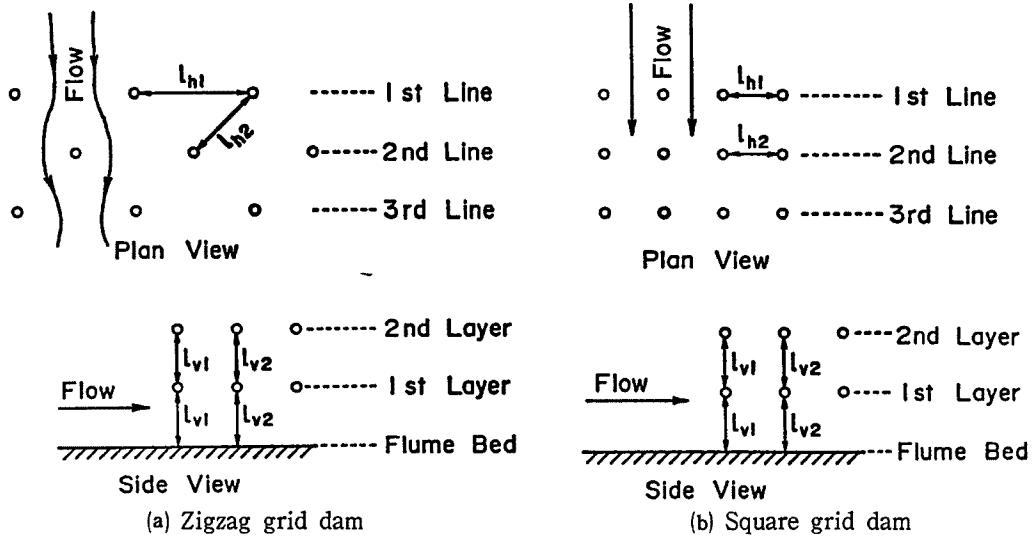 Flow
l_h1
1st Line
l_h2
2nd Line
3rd Line
Plan View
2nd Layer
l_v1 l_v2
1st Layer
Flow
l_v1 l_v2
Flume Bed
Side View
(a) Zigzag grid dam
Flow
l_h1
1st Line
l_h2
2nd Line
3rd Line
Plan View
2nd Layer
l_v1 l_v2
1st Layer
Flow
l_v1 l_v2
Flume Bed
Side View
(b) Square grid dam